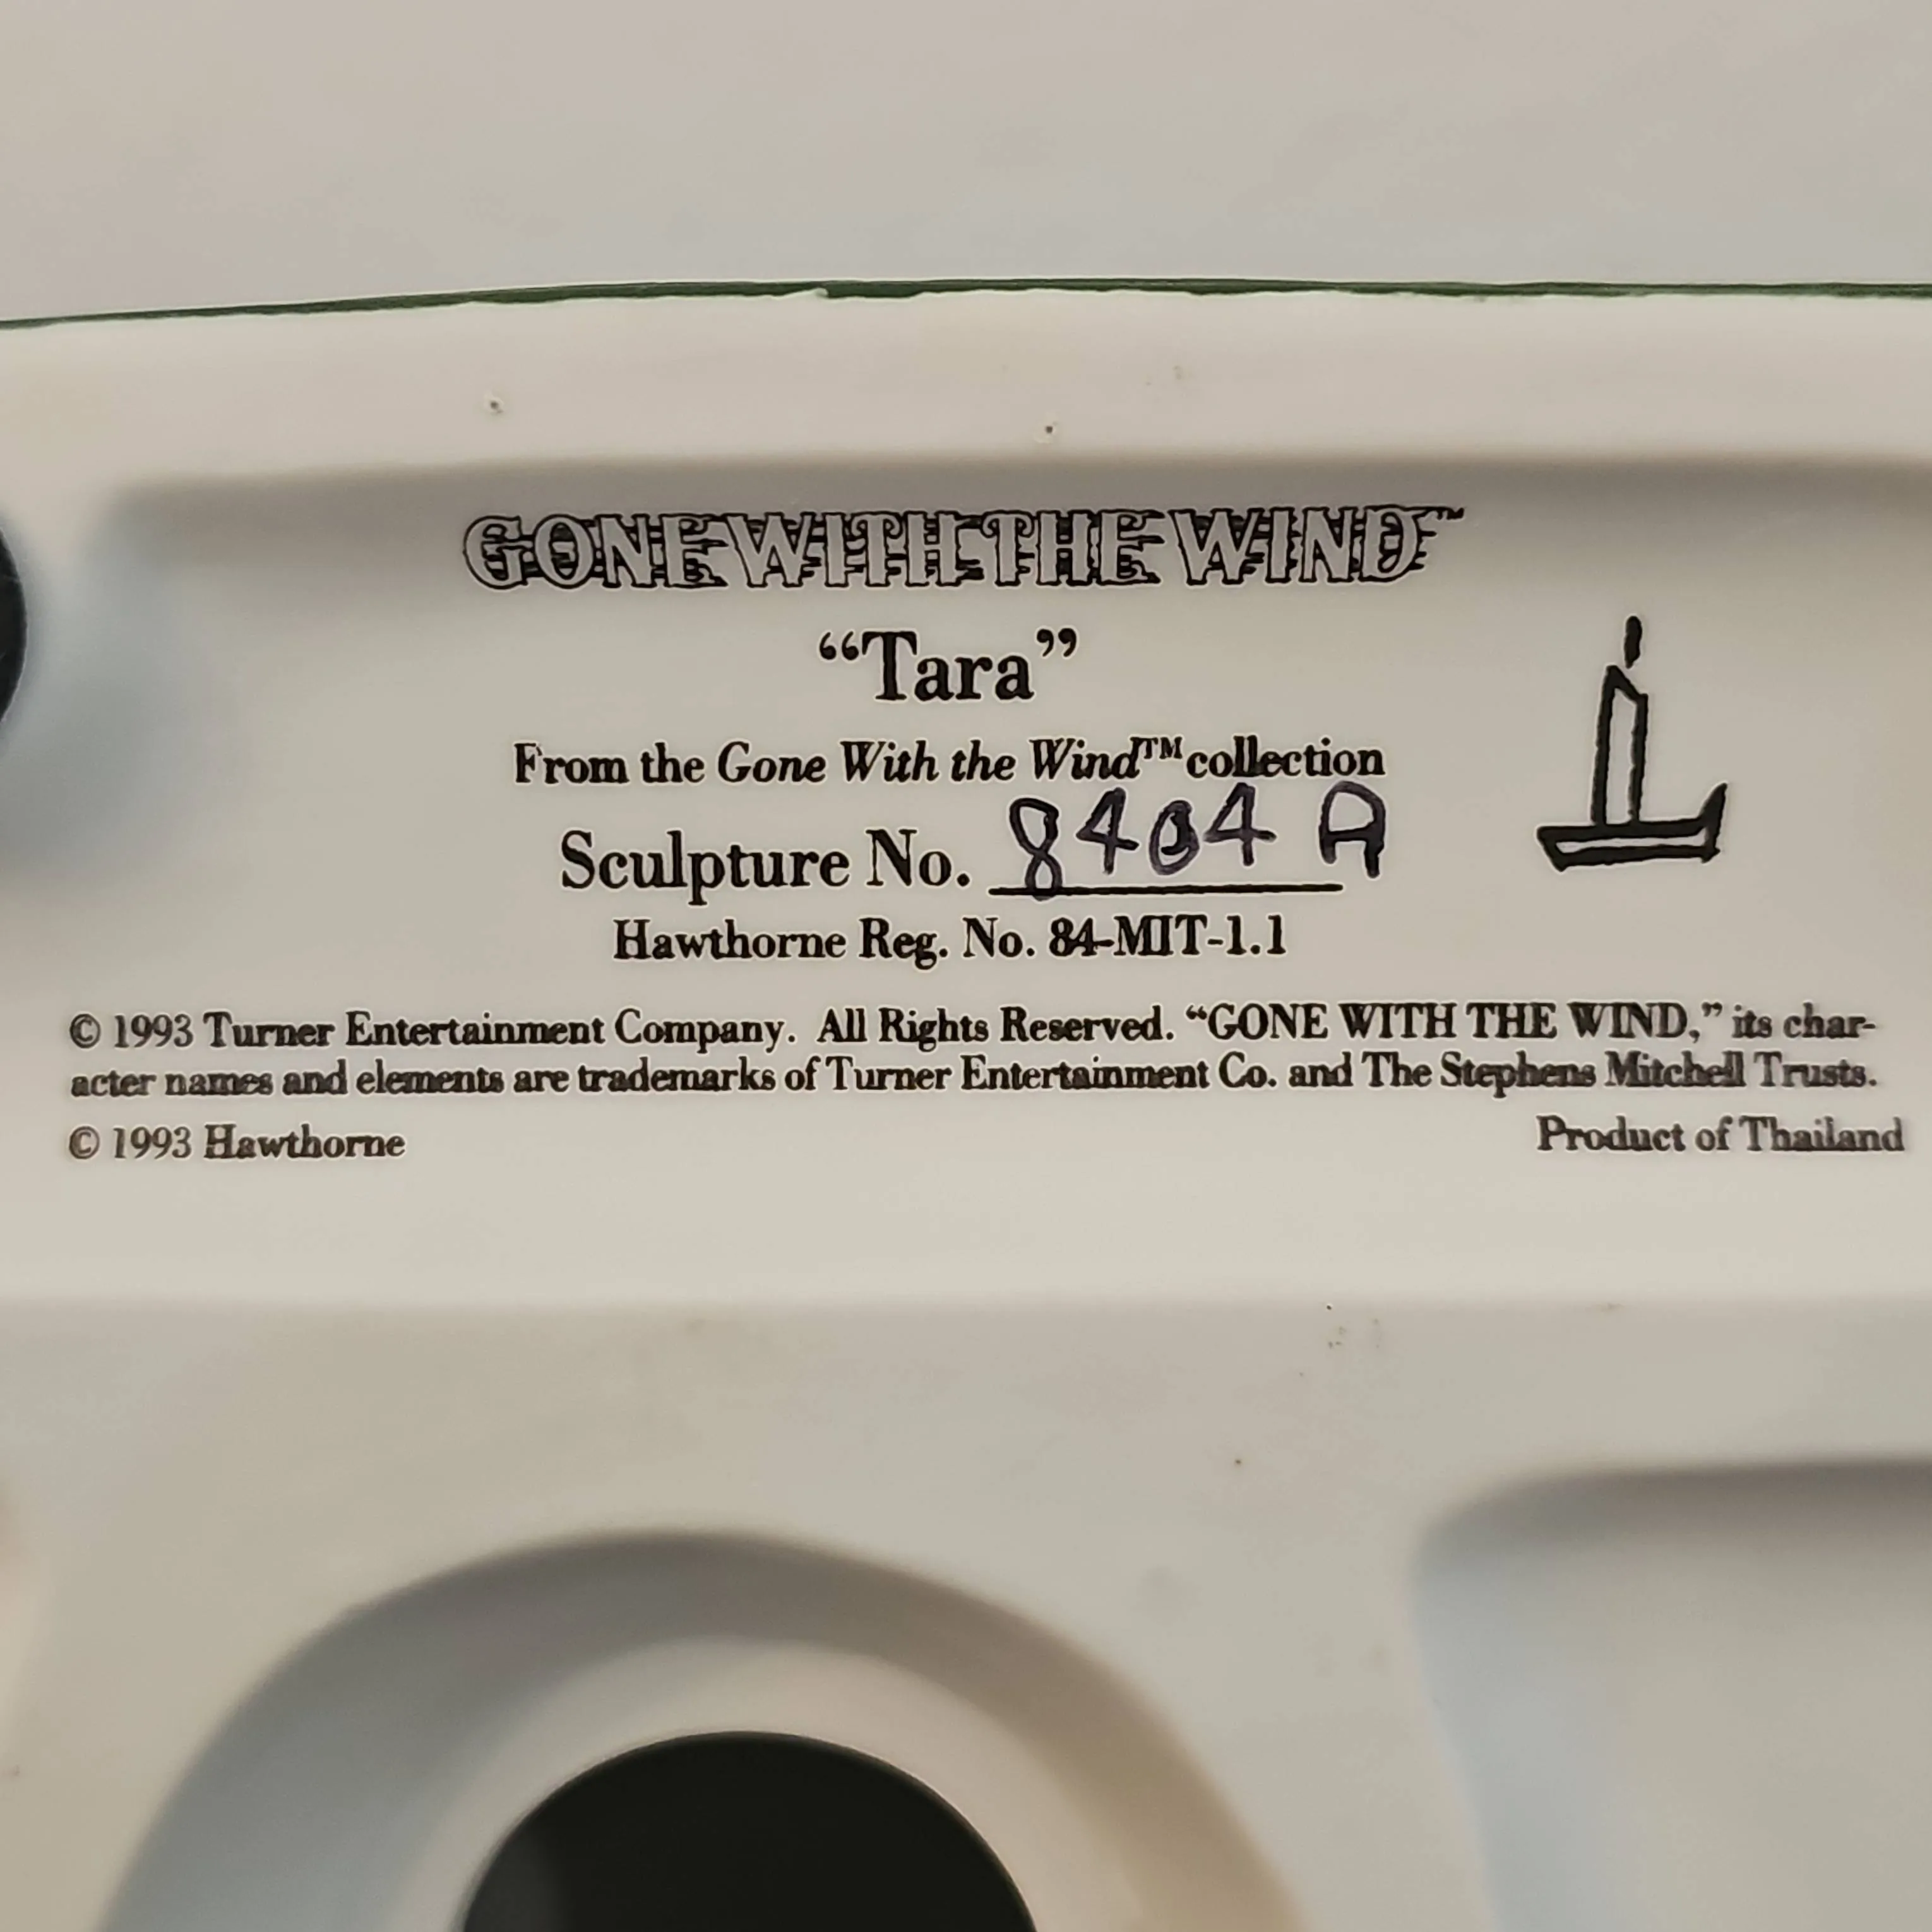 GONE WITH THE WIND™
“Tara”
From the Gone With the Wind™ collection
Sculpture No. 8404 A
Hawthorne Reg. No. 84-MIT-1.1
© 1993 Turner Entertainment Company. All Rights Reserved. “GONE WITH THE WIND,” its char-
acter names and elements are trademarks of Turner Entertainment Co. and The Stephens Mitchell Trusts.
© 1993 Hawthorne
Product of Thailand